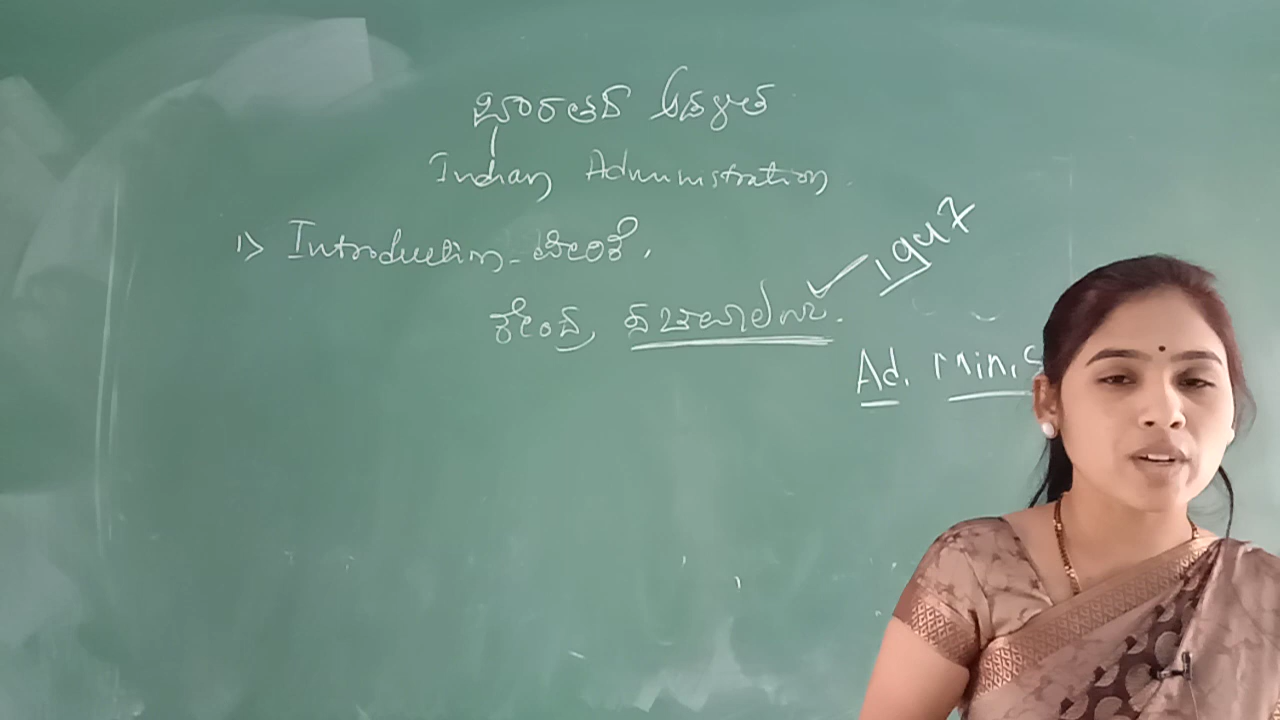 ಭಾರತದ ಆಡಳಿತ
Indian Administration.
1> Introduction - ಪೀಠಿಕೆ.
ಕೇಂದ್ರ ಸಚಿವಾಲಯ.
1947
Ad. Minis